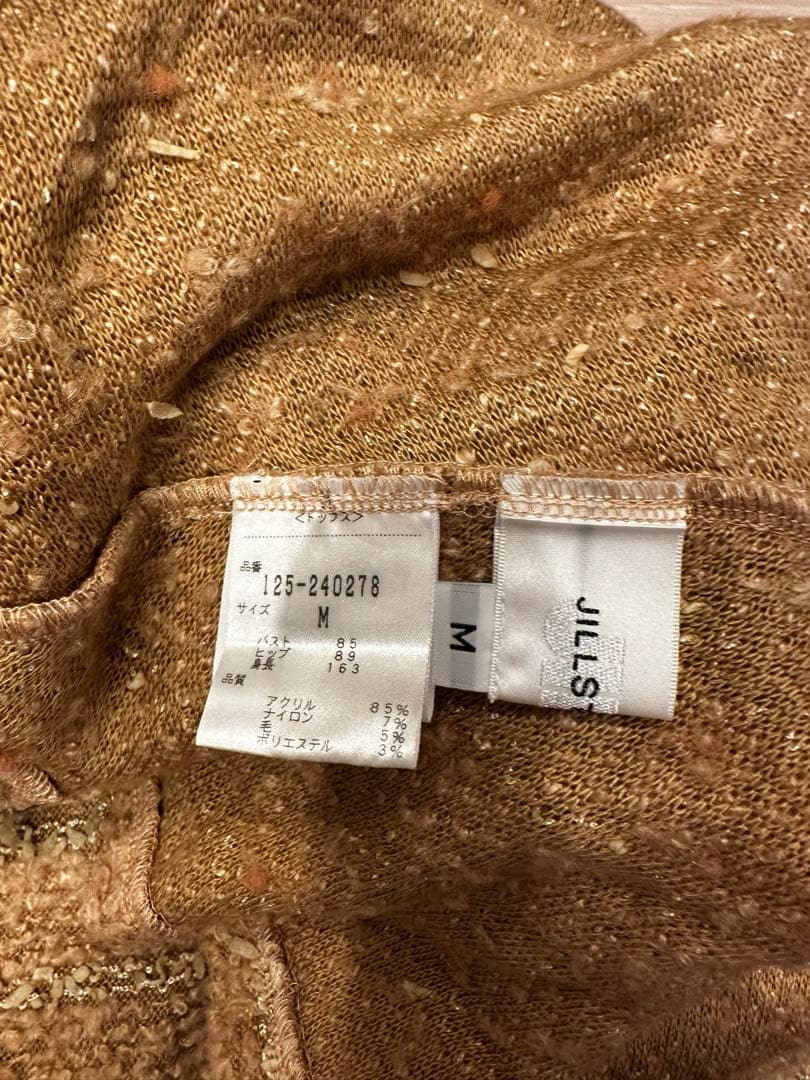 <トップス>
品番
125-240278
サイズ
M
バスト 85
ヒップ 89
身長 163
品質
アクリル 85%
ナイロン 7%
毛 5%
ポリエステル 3%
M
JILLS